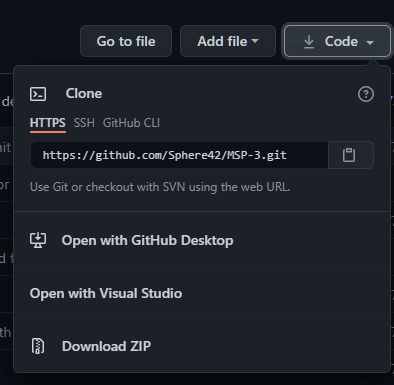 Go to file
Add file
Code
Clone
HTTPS SSH GitHub CLI
https://github.com/Sphere42/MSP-3.git
Use Git or checkout with SVN using the web URL.
Open with GitHub Desktop
Open with Visual Studio
Download ZIP